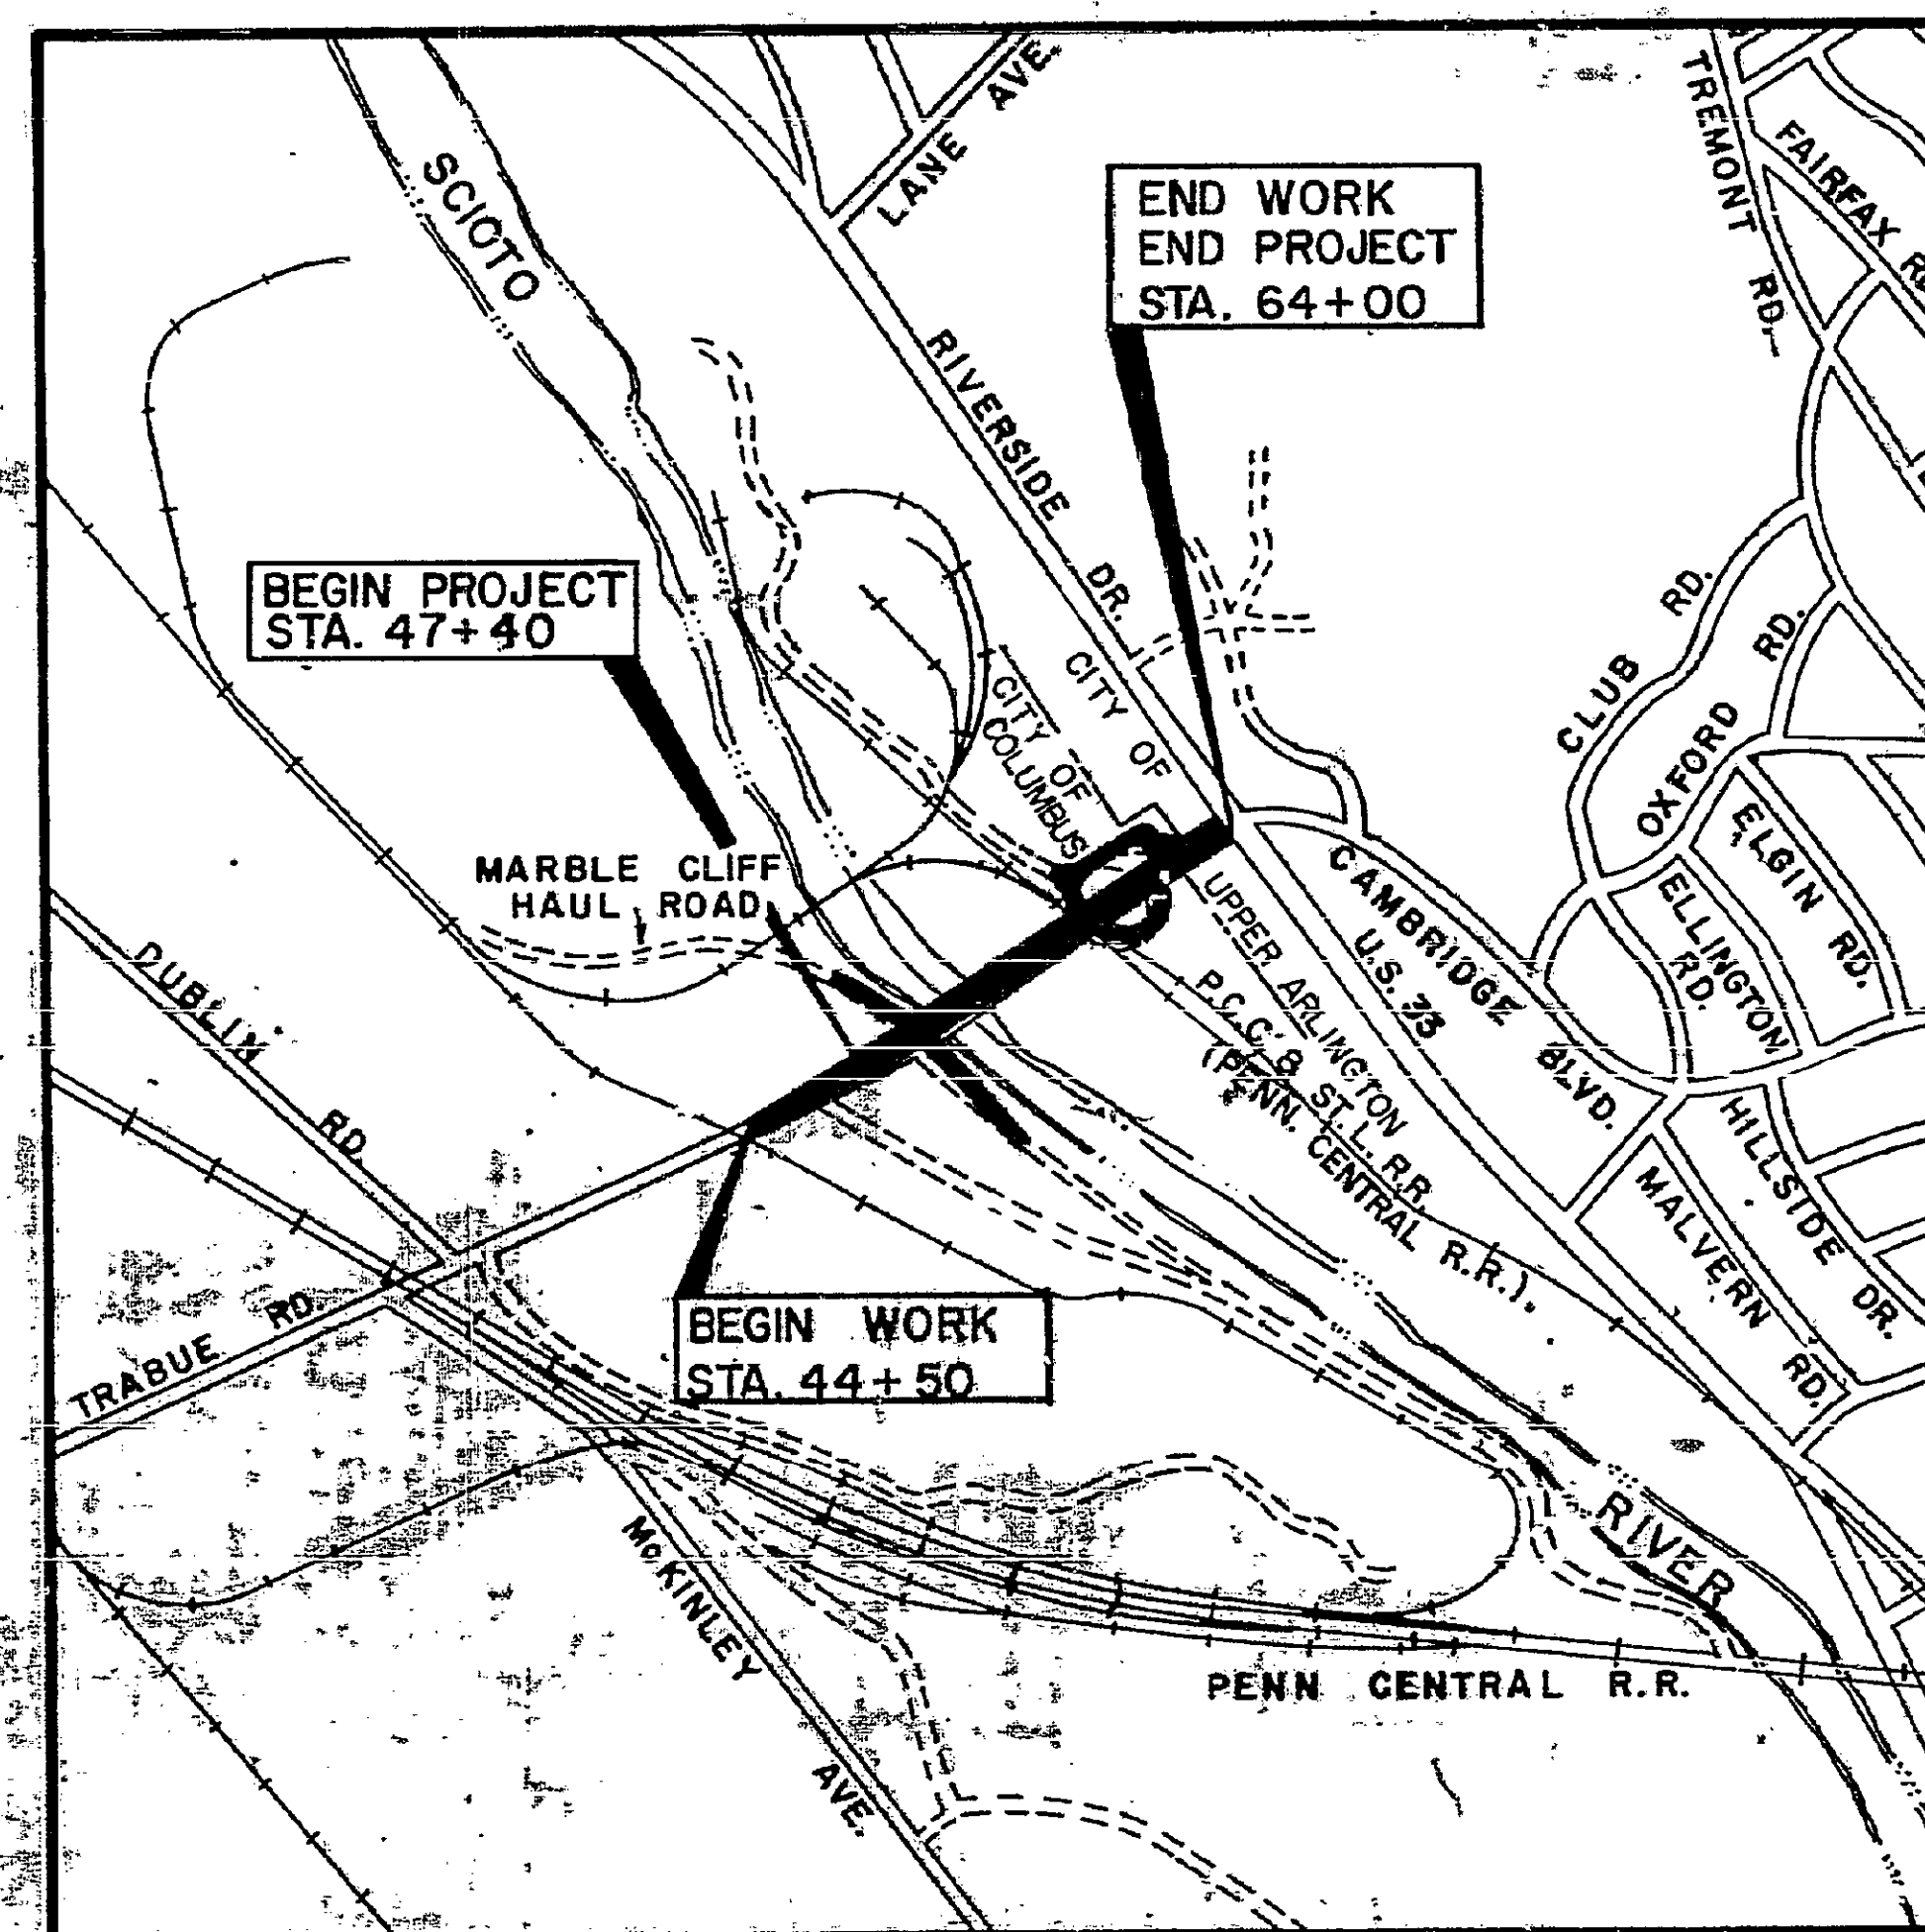 LANE AVE.
TREMONT RD.
FAIRFAX RD.
SCIOTO
END WORK
END PROJECT
STA. 64+00
RIVERSIDE DR.
BEGIN PROJECT
STA. 47+40
CITY OF
COLUMBUS
CITY OF
UPPER ARLINGTON
CLUB RD.
OXFORD RD.
ELGIN RD.
ELLINGTON
RD.
MARBLE CLIFF
HAUL ROAD
CAMBRIDGE BLVD.
U.S. 33
P.C.C. & ST. L. R.R.
(PENN. CENTRAL R.R.).
HILLSIDE DR.
MALVERN RD.
DUBLIN RD.
TRABUE RD.
BEGIN WORK
STA. 44+50
RIVER
McKINLEY AVE.
PENN CENTRAL R.R.